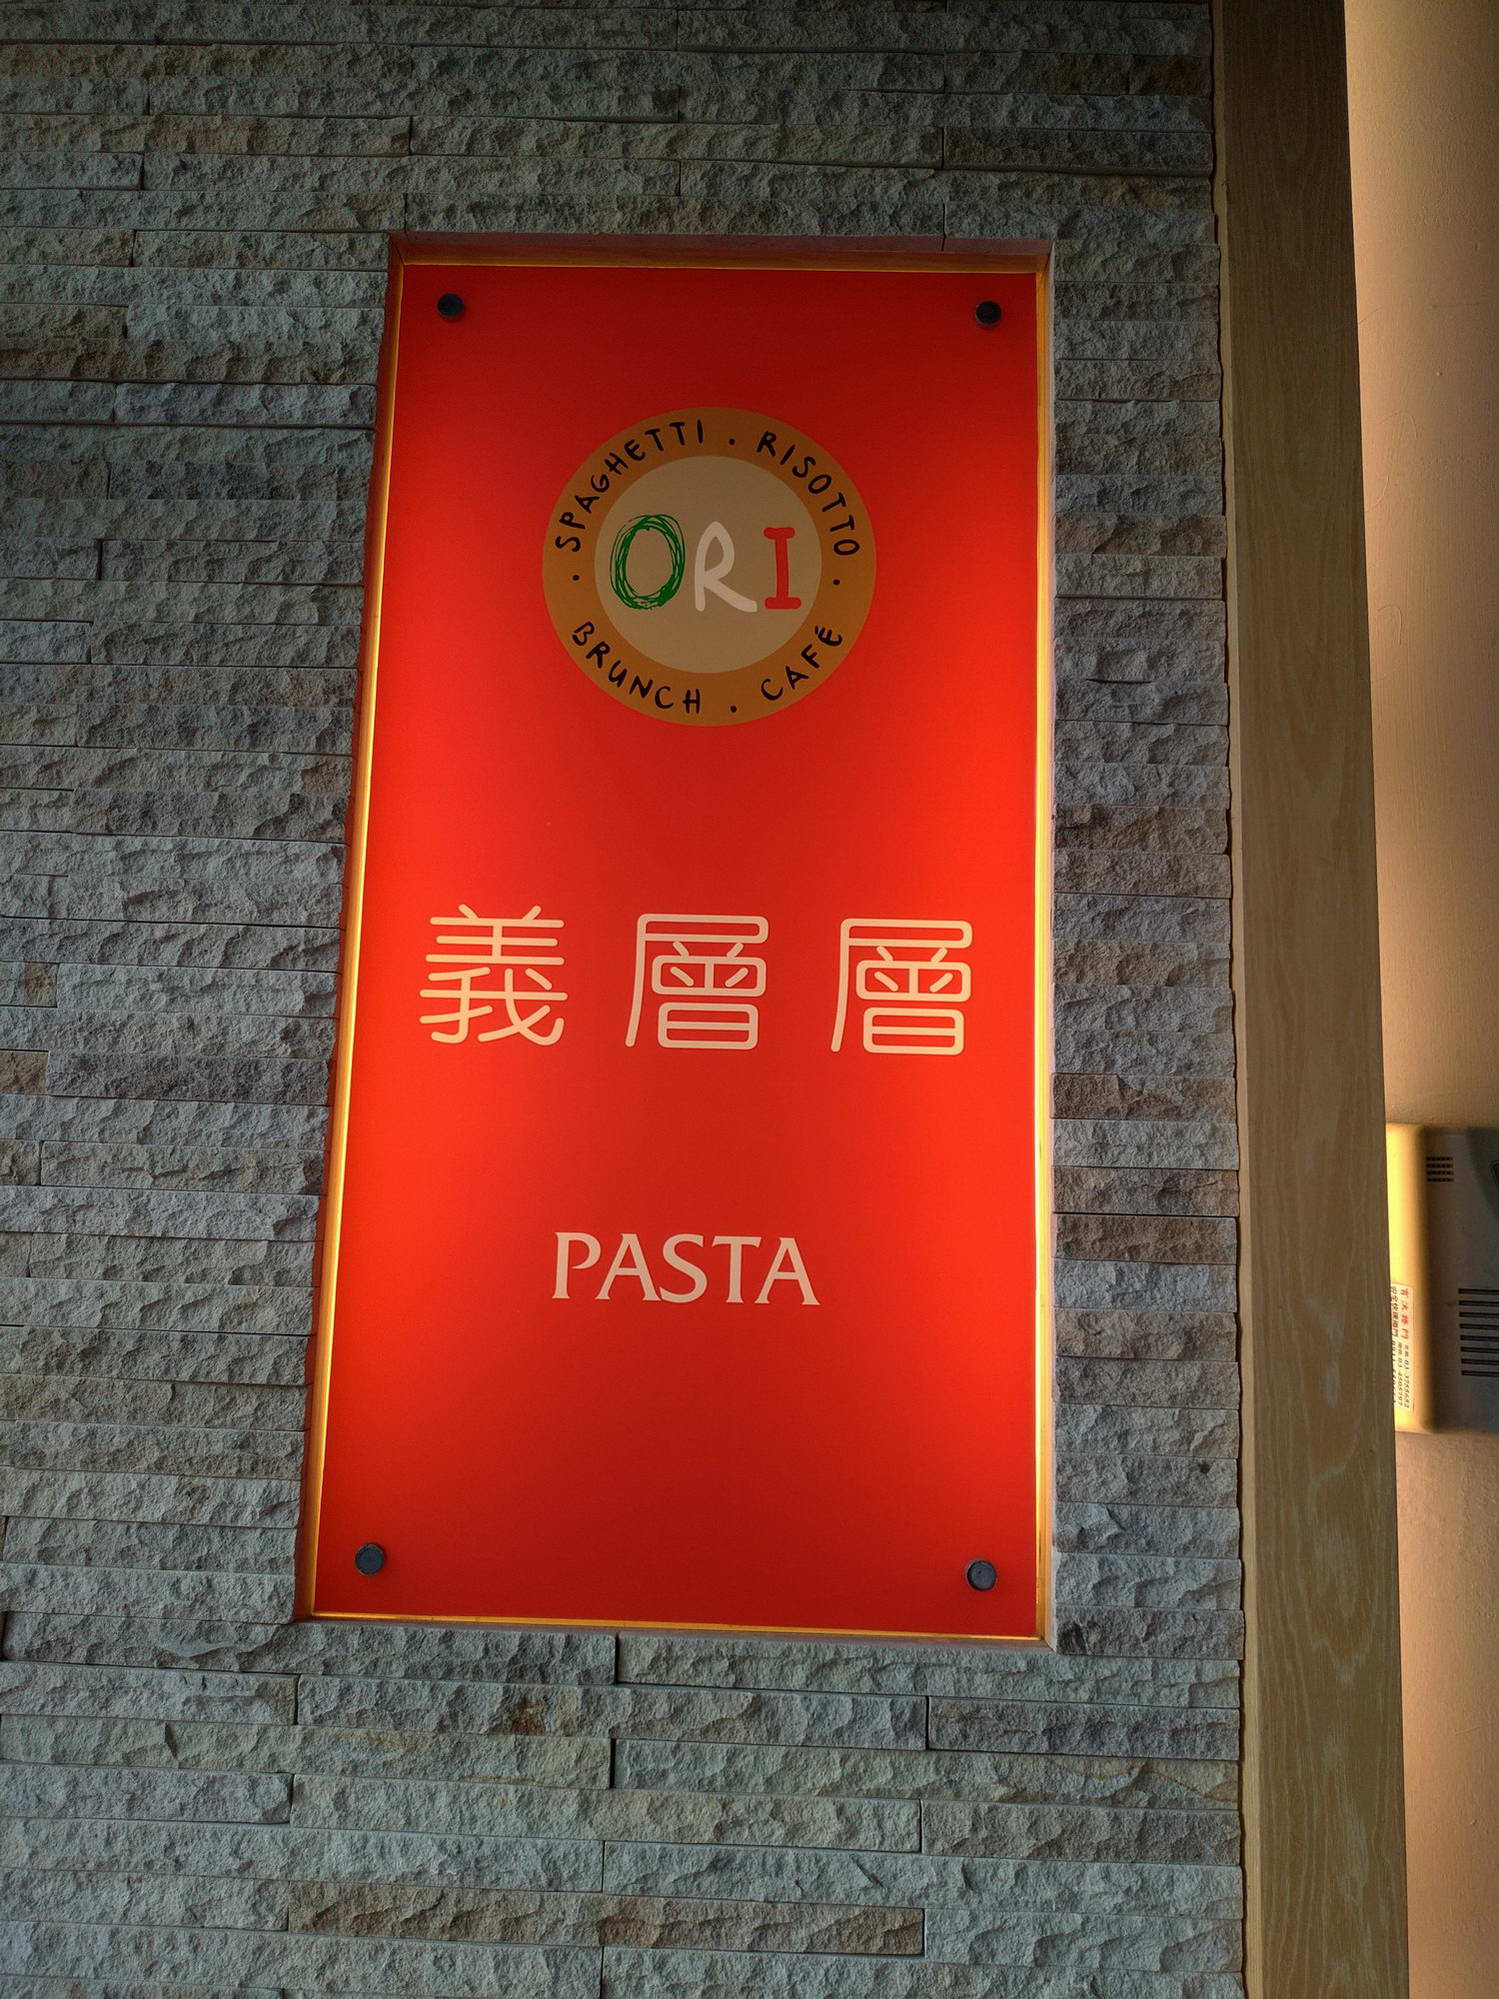 SPAGHETTI . RISOTTO .
ORI
BRUNCH . CAFÉ
義層層
PASTA